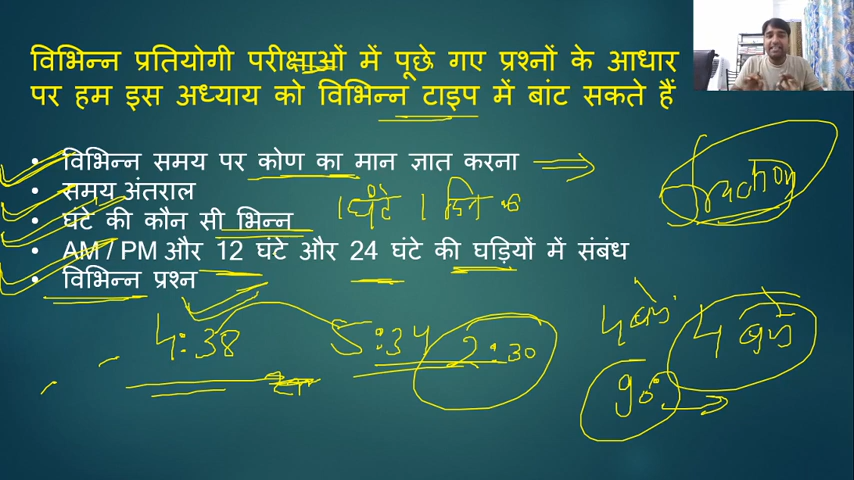 विभिन्न प्रतियोगी परीक्षाओं में पूछे गए प्रश्नों के आधार
पर हम इस अध्याय को विभिन्न टाइप में बांट सकते हैं
• विभिन्न समय पर कोण का मान ज्ञात करना
• समय अंतराल
• घंटे की कौन सी भिन्न
• AM / PM और 12 घंटे और 24 घंटे की घड़ियों में संबंध
• विभिन्न प्रश्न
fraction
1 घंटे 1 दिन
4:38 5:34 2:30
4 बजे 4 बजे
90°